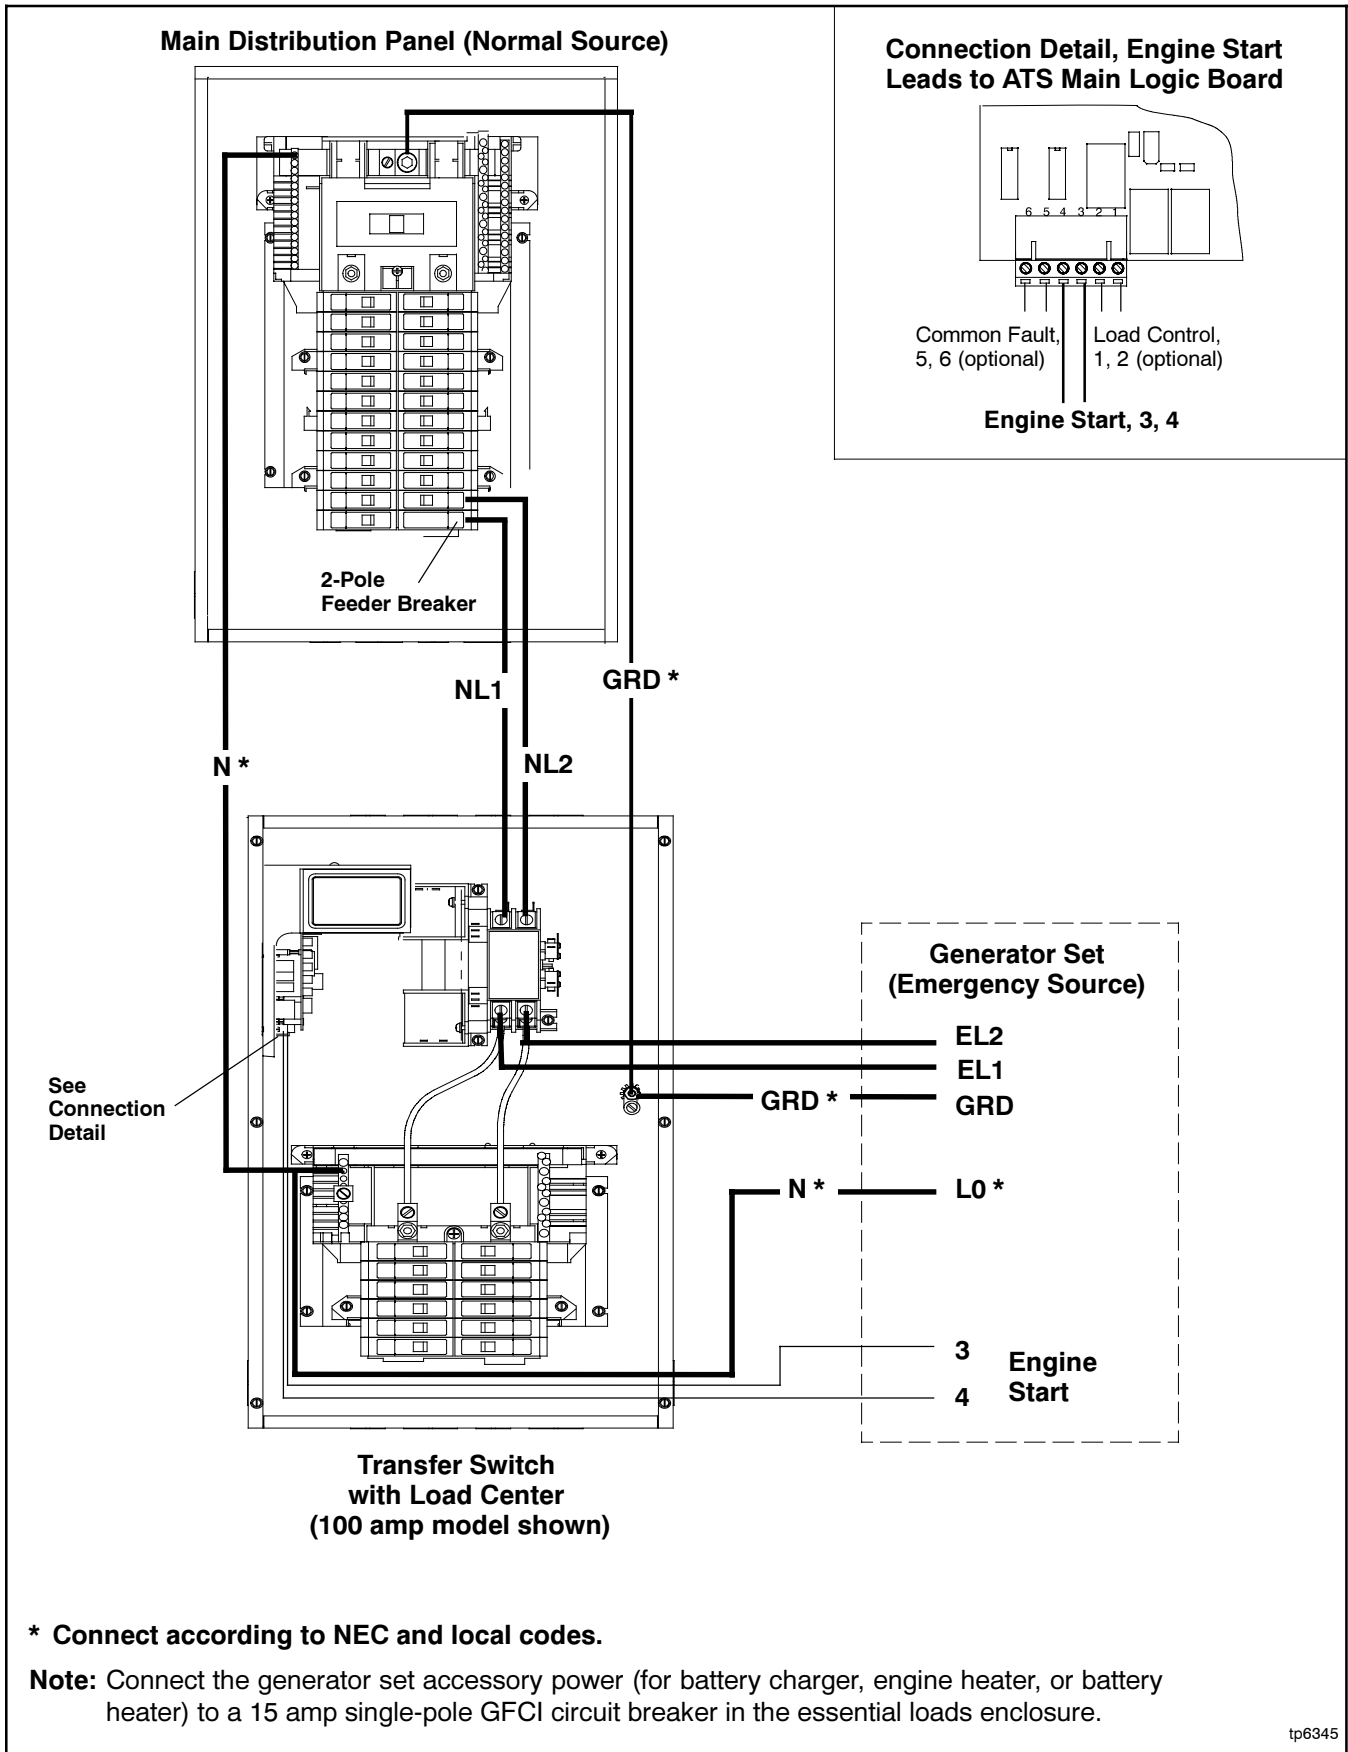 Main Distribution Panel (Normal Source)
Connection Detail, Engine Start
Leads to ATS Main Logic Board
6 5 4 3 2 1
Common Fault,
5, 6 (optional)
Load Control,
1, 2 (optional)
Engine Start, 3, 4
2-Pole
Feeder Breaker
NL1
GRD *
N *
NL2
Generator Set
(Emergency Source)
EL2
EL1
GRD *
GRD
See
Connection
Detail
N *
L0 *
3
4
Engine
Start
Transfer Switch
with Load Center
(100 amp model shown)
* Connect according to NEC and local codes.
Note: Connect the generator set accessory power (for battery charger, engine heater, or battery
heater) to a 15 amp single-pole GFCI circuit breaker in the essential loads enclosure.
tp6345